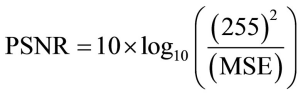 PSNR = 10 × log₁₀ ( (255)² / (MSE) )